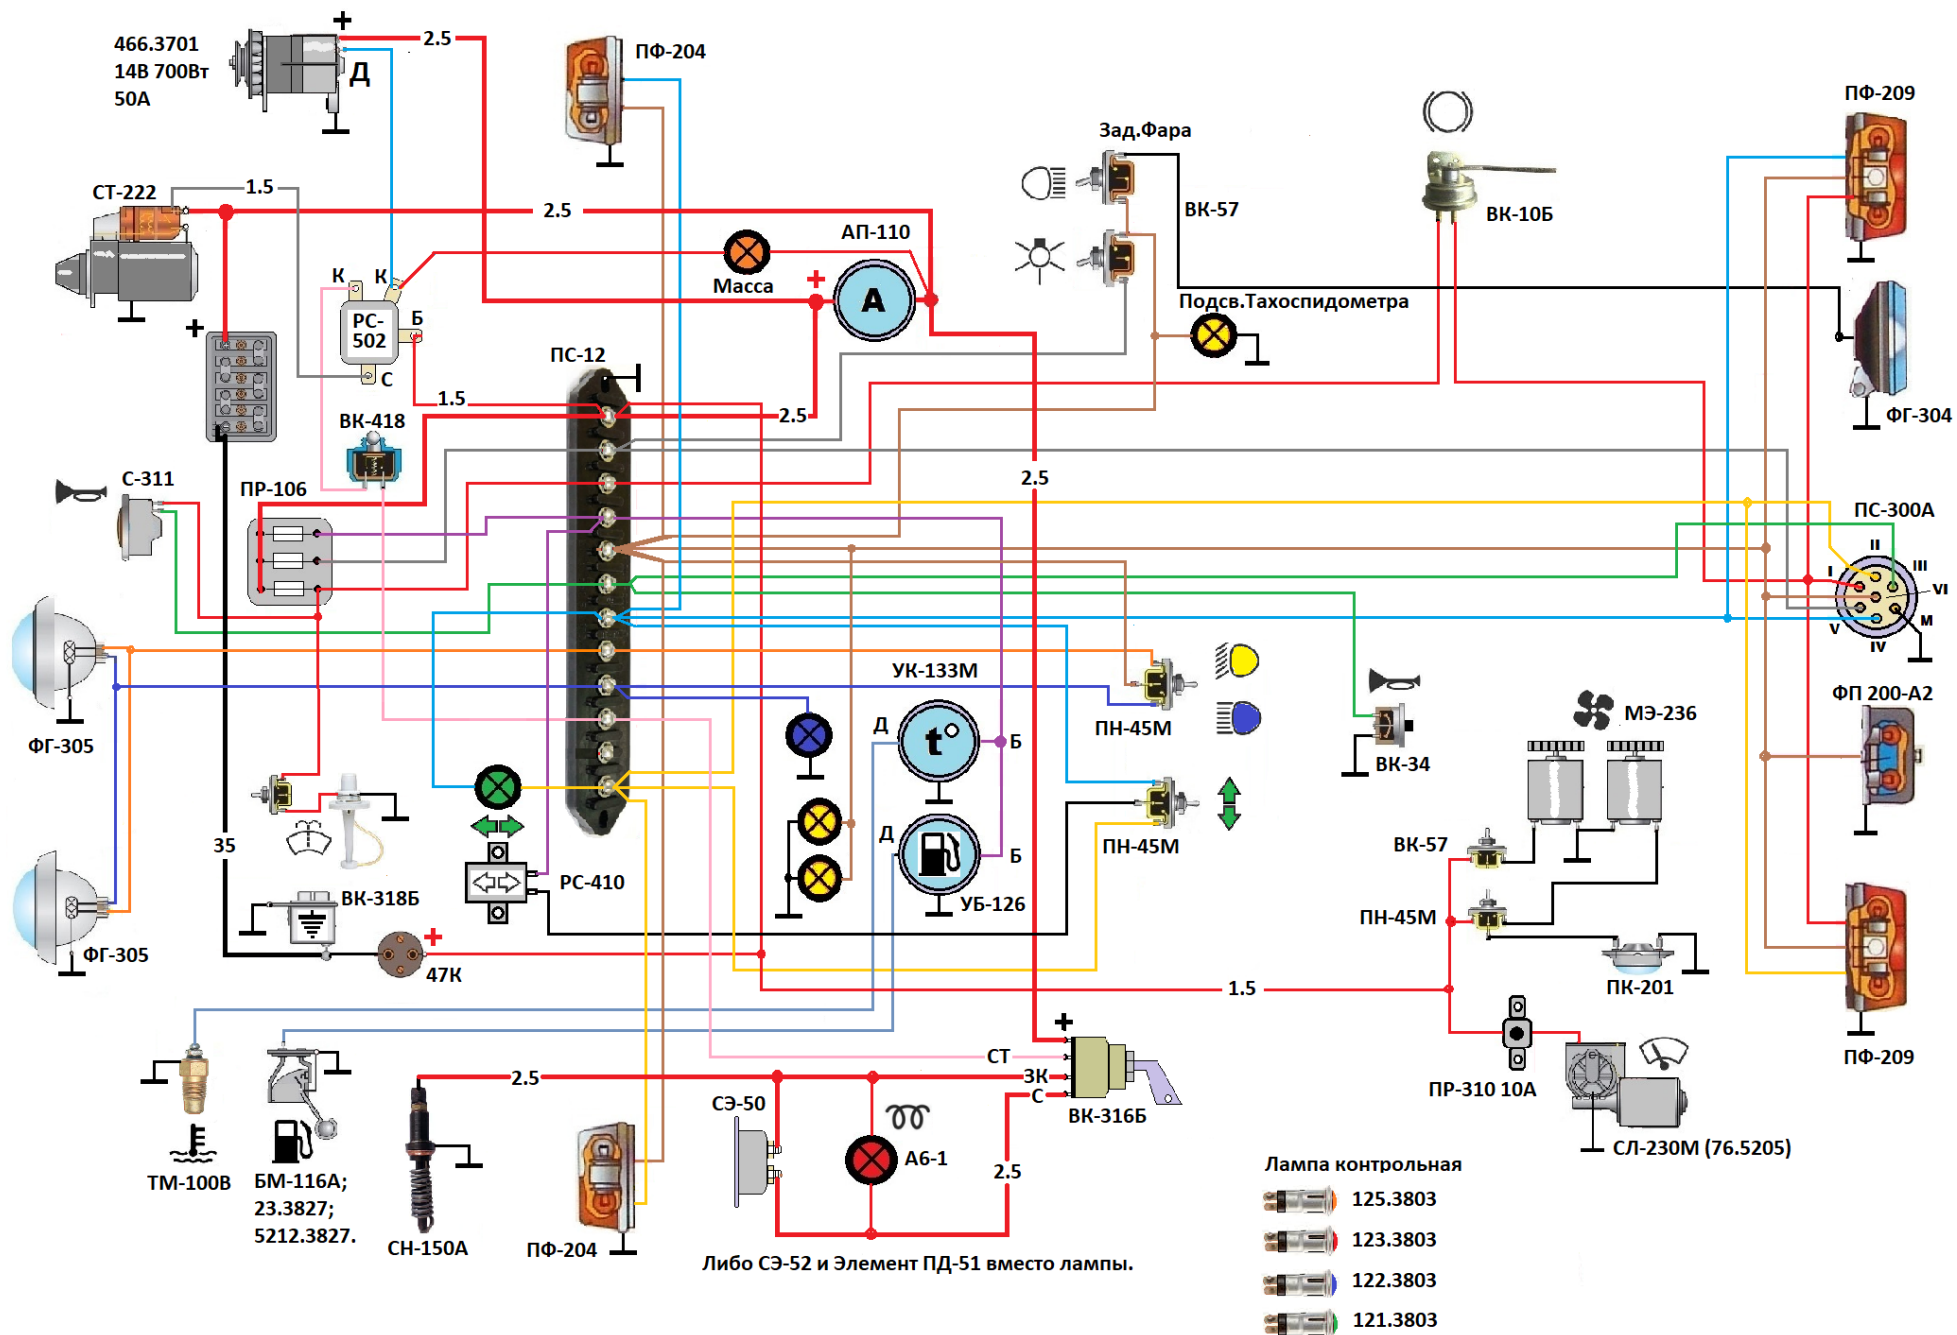 466.3701
14В 700Вт
50А
+
Д
2.5
ПФ-204
ПФ-209
Зад.Фара
ВК-57
ВК-10Б
СТ-222
1.5
2.5
АП-110
+
А
Масса
К
К
Б
С
РС-
502
+
Подсв.Тахоспидометра
ФГ-304
ПС-12
1.5
2.5
ВК-418
2.5
С-311
ПР-106
ПС-300А
I
II
III
VI
V
IV
М
ФГ-305
УК-133М
Д
t°
Б
ПН-45М
ВК-34
МЭ-236
ФП 200-А2
35
Д
Б
УБ-126
ПН-45М
ВК-57
ПН-45М
РС-410
ВК-318Б
+
47К
ФГ-305
ПК-201
1.5
ПФ-209
+
СТ
ЗК
С
ВК-316Б
2.5
ПР-310 10А
СЛ-230М (76.5205)
СЭ-50
А6-1
2.5
ТМ-100В
БМ-116А;
23.3827;
5212.3827.
СН-150А
ПФ-204
Либо СЭ-52 и Элемент ПД-51 вместо лампы.
Лампа контрольная
125.3803
123.3803
122.3803
121.3803